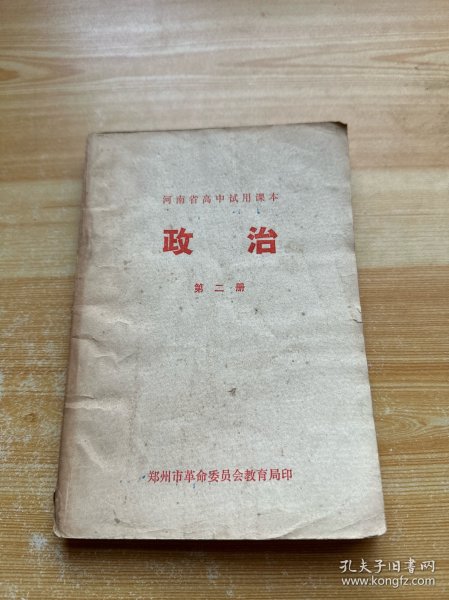 河南省高中试用课本
政治
第二册
郑州市革命委员会教育局印
孔夫子旧书网
www.kongfz.com